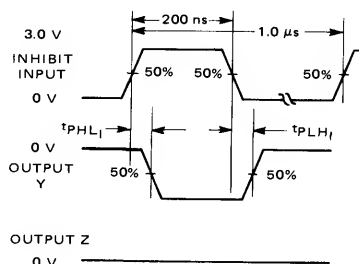 200 ns
3.0 V
1.0 μs
INHIBIT
INPUT
50% 50% 50%
0 V
tPHLI tPLHI
0 V
OUTPUT 50% 50%
Y
OUTPUT Z
0 V